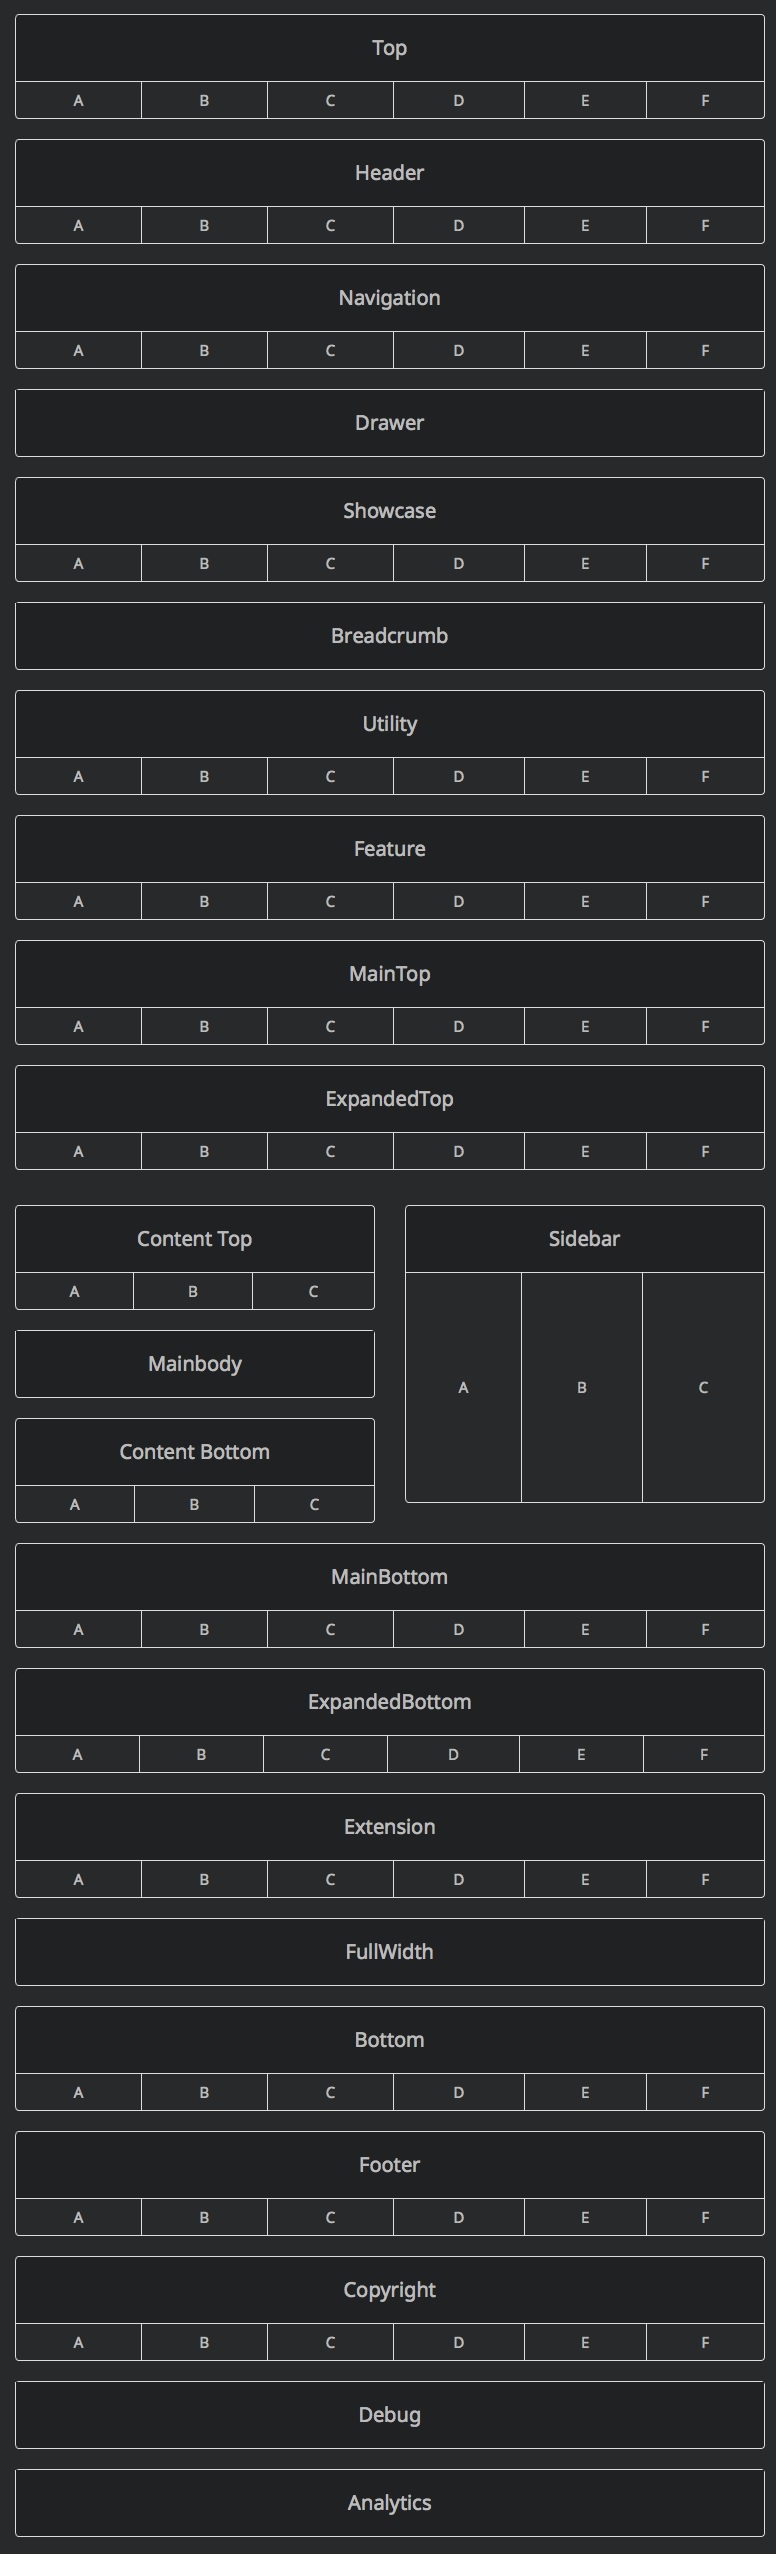 Top
A B C D E F
Header
A B C D E F
Navigation
A B C D E F
Drawer
Showcase
A B C D E F
Breadcrumb
Utility
A B C D E F
Feature
A B C D E F
MainTop
A B C D E F
ExpandedTop
A B C D E F
Content Top
A B C
Mainbody
Content Bottom
A B C
Sidebar
A B C
MainBottom
A B C D E F
ExpandedBottom
A B C D E F
Extension
A B C D E F
FullWidth
Bottom
A B C D E F
Footer
A B C D E F
Copyright
A B C D E F
Debug
Analytics